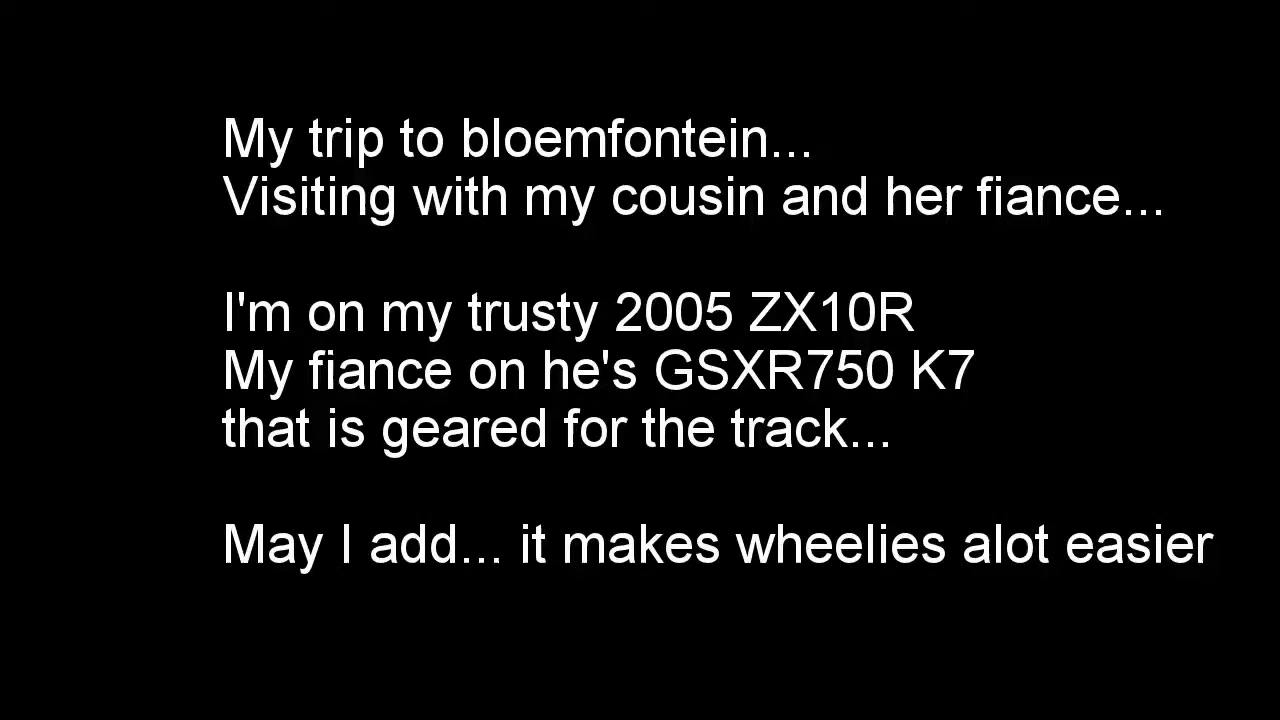 My trip to bloemfontein...
Visiting with my cousin and her fiance...
I'm on my trusty 2005 ZX10R
My fiance on he's GSXR750 K7
that is geared for the track...
May I add... it makes wheelies alot easier